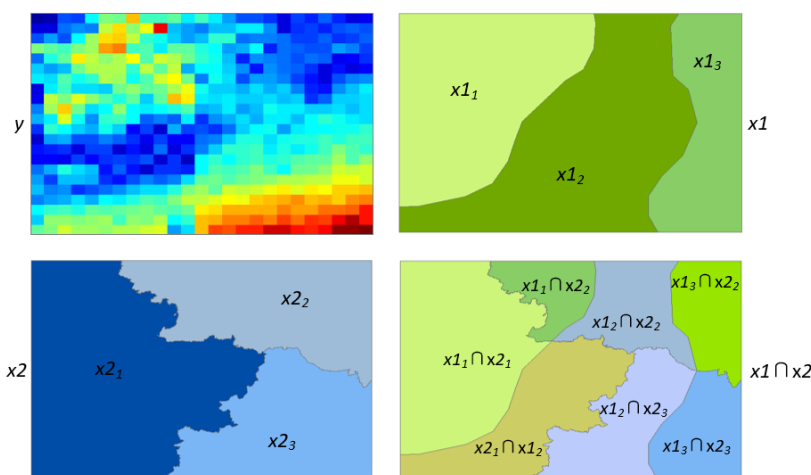 y
x1₁
x1₂
x1₃
x1
x2
x2₁
x2₂
x2₃
x1₁∩x2₂
x1₃∩x2₂
x1₂∩x2₂
x1₁∩x2₁
x1∩x2
x1₂∩x2₃
x2₁∩x1₂
x1₃∩x2₃